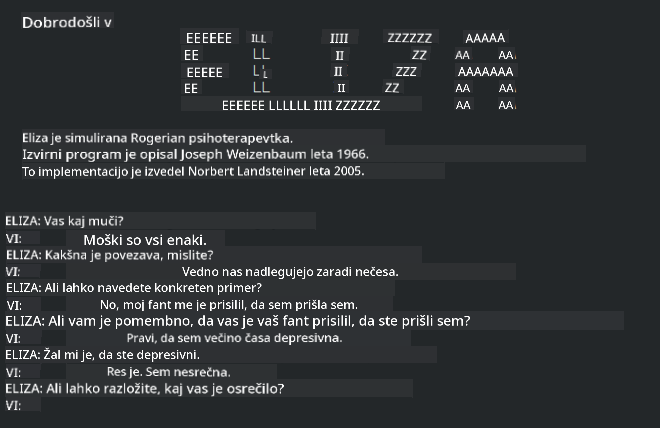 Dobrodošli v
EEEEEE ILL IIII ZZZZZZ AAAAA
EE LL II ZZ AA AA
EEEEE LL II ZZZ AAAAAAA
EE LL II ZZ AA AA
EEEEEE LLLLLL IIII ZZZZZZ AA AA
Eliza je simulirana Rogerian psihoterapevtka.
Izvirni program je opisal Joseph Weizenbaum leta 1966.
To implementacijo je izvedel Norbert Landsteiner leta 2005.
ELIZA: Vas kaj muči?
VI: Moški so vsi enaki.
ELIZA: Kakšna je povezava, mislite?
VI: Vedno nas nadlegujejo zaradi nečesa.
ELIZA: Ali lahko navedete konkreten primer?
VI: No, moj fant me je prisilil, da sem prišla sem.
ELIZA: Ali vam je pomembno, da vas je vaš fant prisilil, da ste prišli sem?
VI: Pravi, da sem večino časa depresivna.
ELIZA: Žal mi je, da ste depresivni.
VI: Res je. Sem nesrečna.
ELIZA: Ali lahko razložite, kaj vas je osrečilo?
VI: